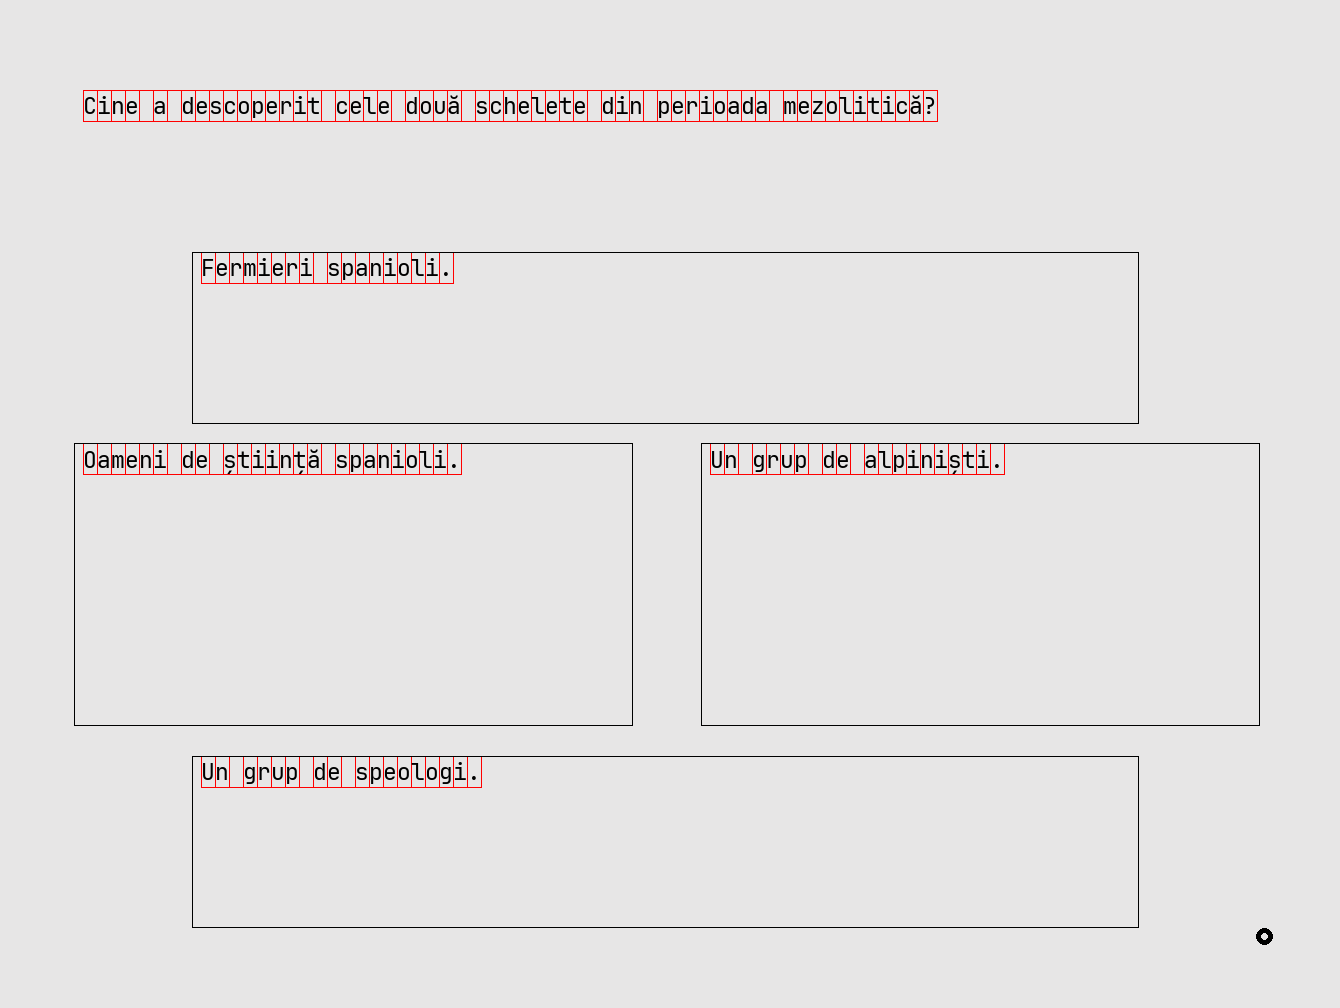 Cine a descoperit cele două schelete din perioada mezolitică?
Fermieri spanioli.
Oameni de știință spanioli.
Un grup de alpiniști.
Un grup de speologi.